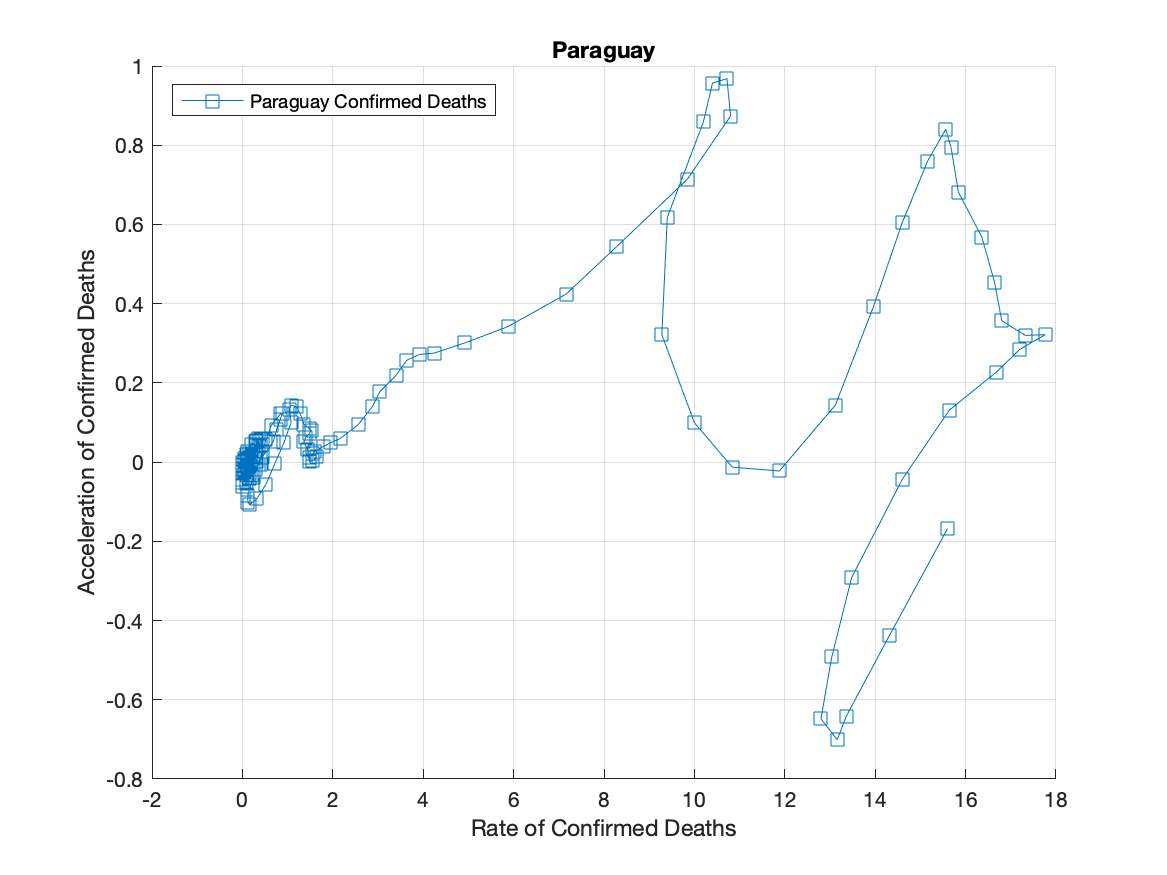 Paraguay
Paraguay Confirmed Deaths
1
0.8
0.6
0.4
0.2
0
-0.2
-0.4
-0.6
-0.8
Acceleration of Confirmed Deaths
-2 0 2 4 6 8 10 12 14 16 18
Rate of Confirmed Deaths